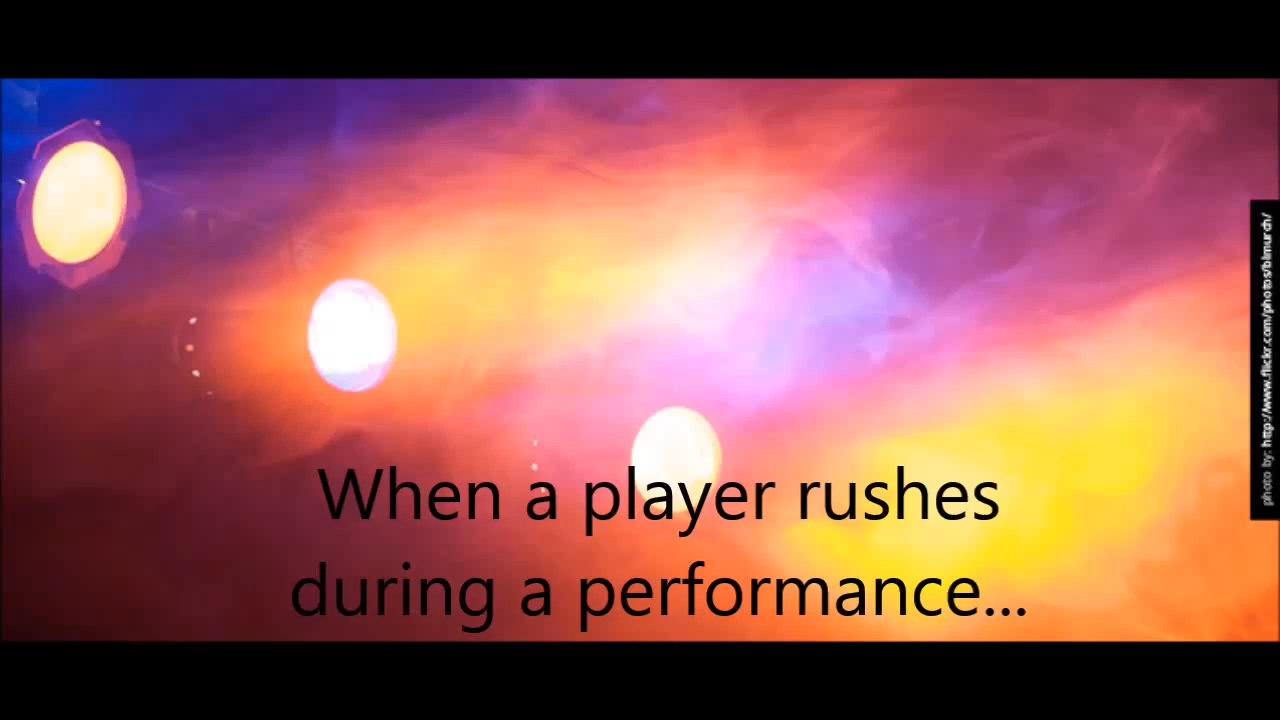 When a player rushes
during a performance...
photo by: http://www.flickr.com/photos/blmurch/